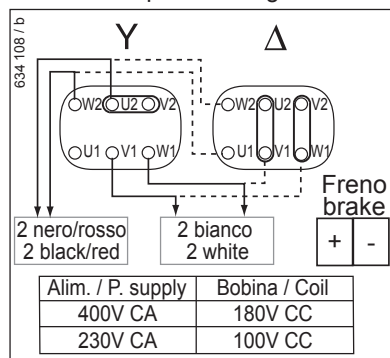 634 108 / b
Y Δ
W2 U2 V2 W2 U2 V2
U1 V1 W1 U1 V1 W1
Freno
brake
+ -
2 nero/rosso
2 black/red
2 bianco
2 white
Alim. / P. supply Bobina / Coil
400V CA 180V CC
230V CA 100V CC